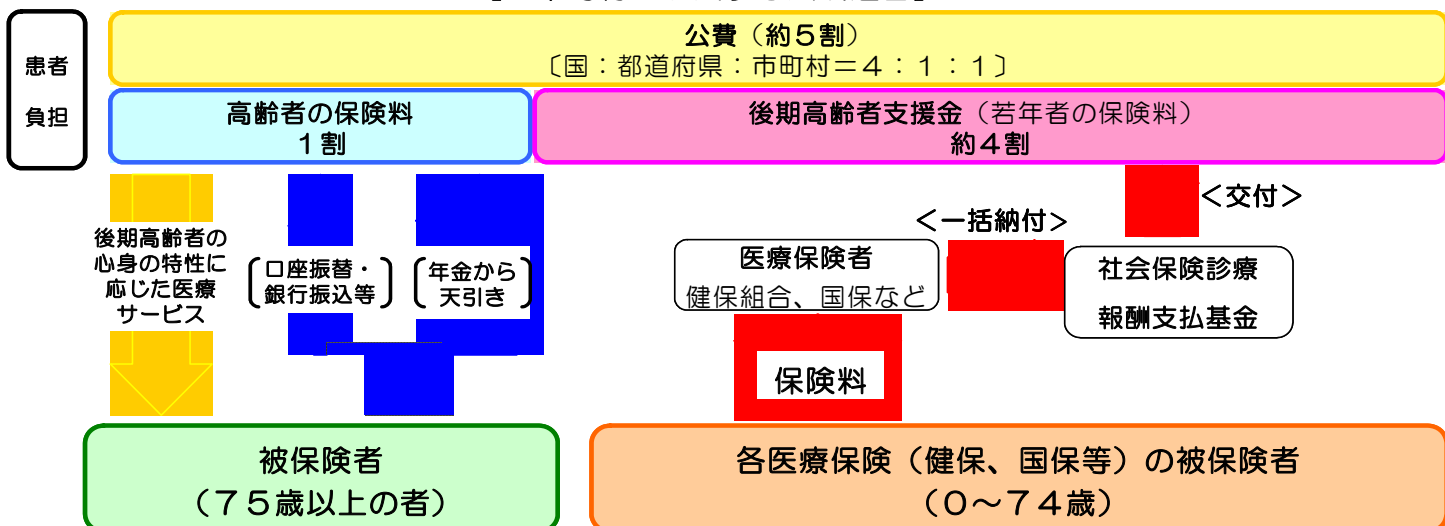 患者
負担
公費（約５割）
〔国：都道府県：市町村＝４：１：１〕
高齢者の保険料
１割
後期高齢者支援金（若年者の保険料）
約４割
＜交付＞
＜一括納付＞
後期高齢者の
心身の特性に
応じた医療
サービス
口座振替・
銀行振込等
年金から
天引き
医療保険者
健保組合、国保など
社会保険診療
報酬支払基金
保険料
被保険者
（７５歳以上の者）
各医療保険（健保、国保等）の被保険者
（０～７４歳）